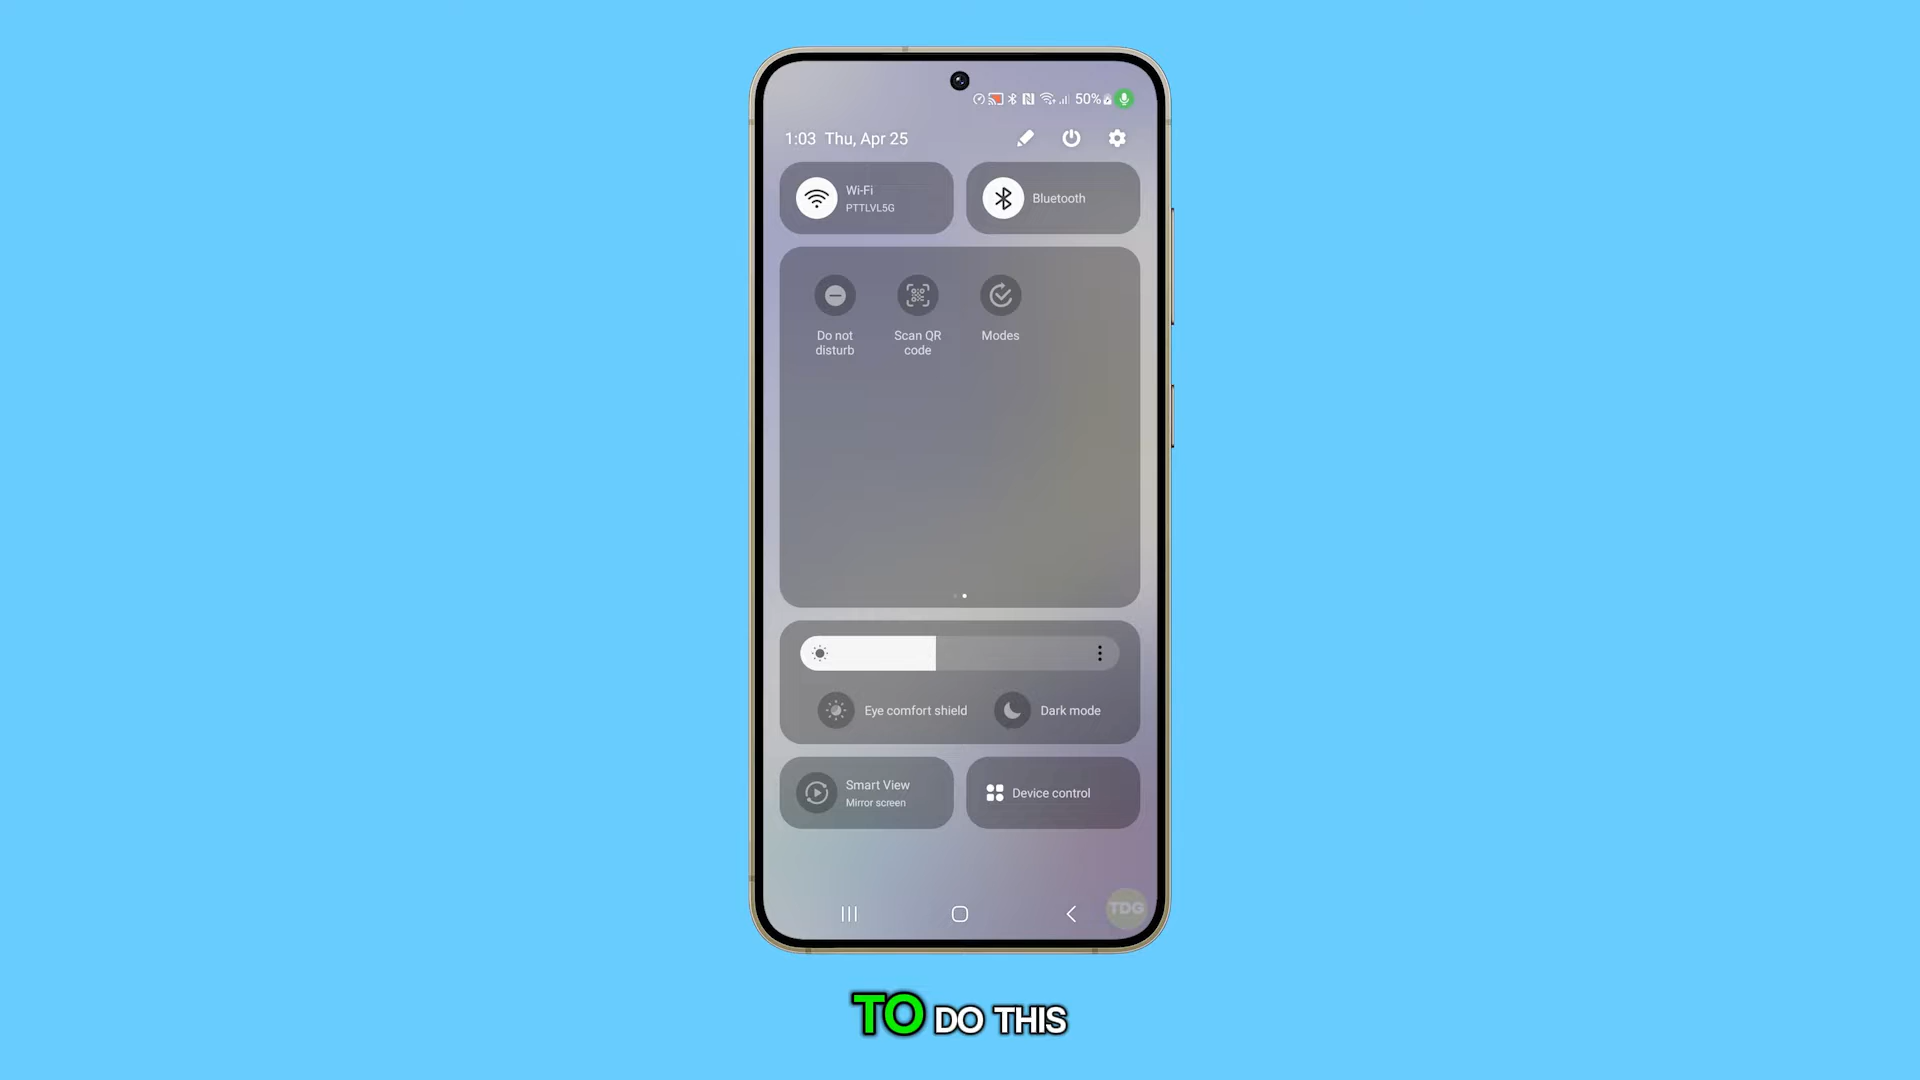 50%
1:03 Thu, Apr 25
Wi-Fi
PTTLVL5G
Bluetooth
Do not
disturb
Scan QR
code
Modes
Eye comfort shield
Dark mode
Smart View
Mirror screen
Device control
TDG
TO DO THIS